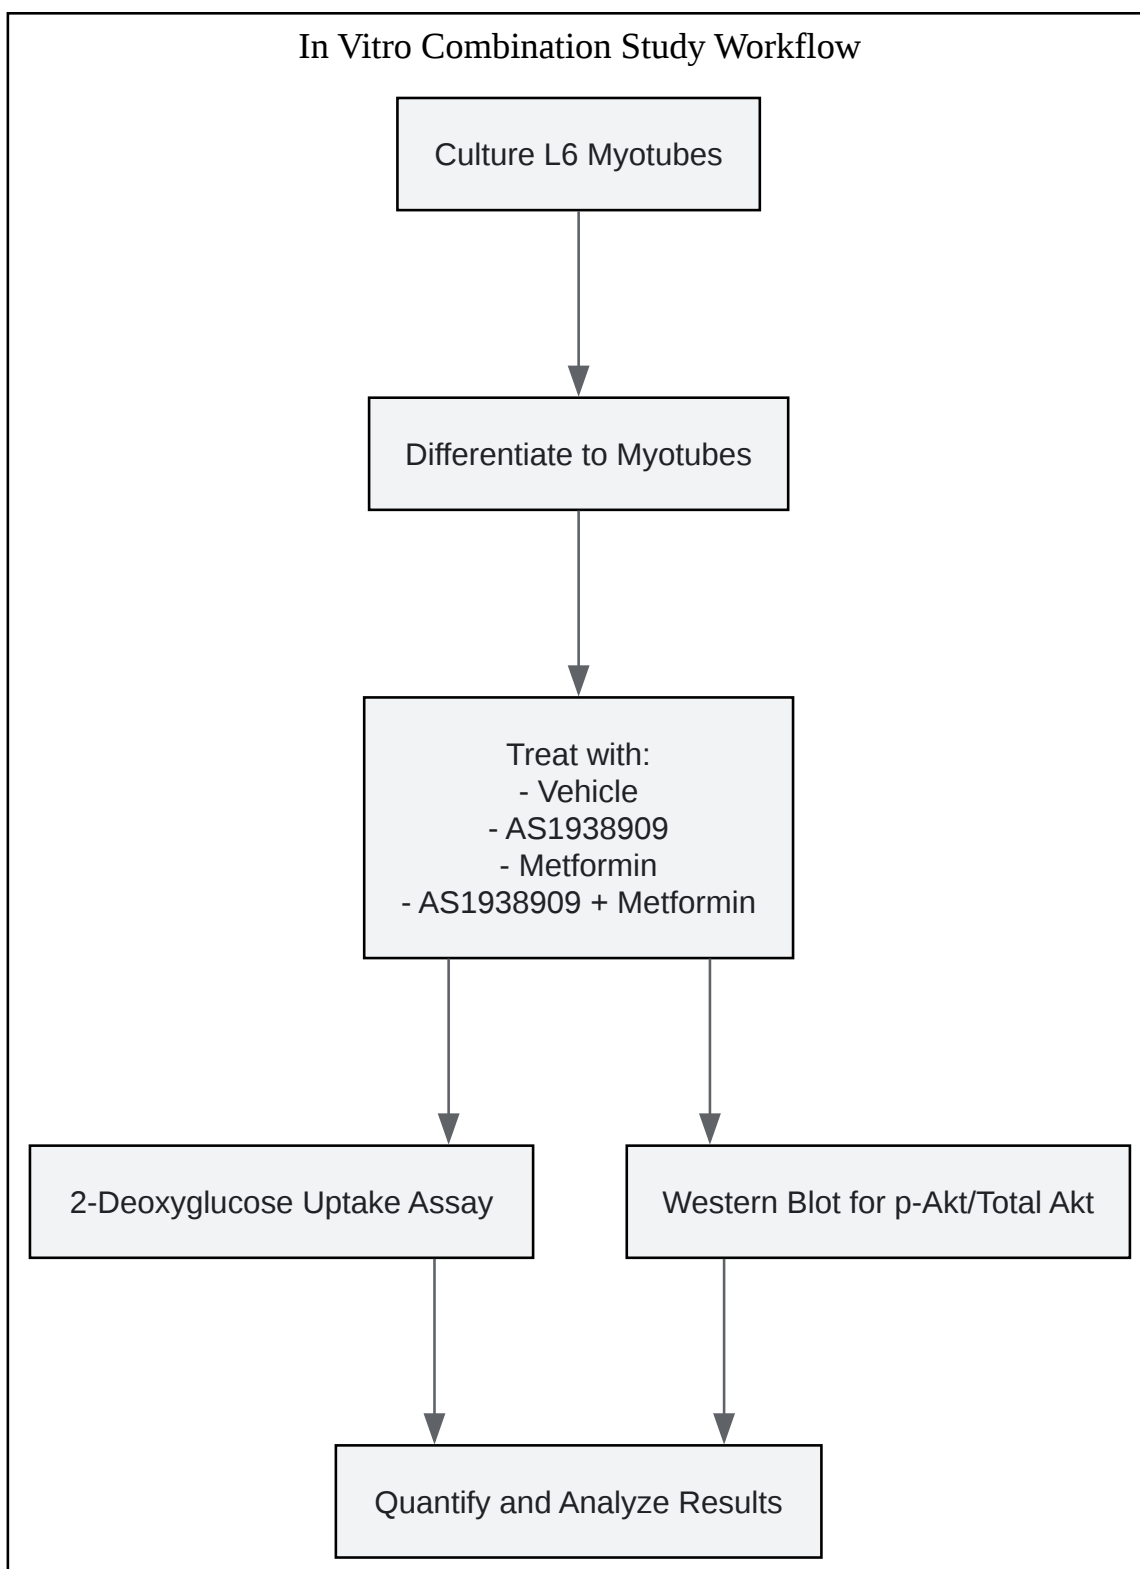 In Vitro Combination Study Workflow
Culture L6 Myotubes
Differentiate to Myotubes
Treat with:
- Vehicle
- AS1938909
- Metformin
- AS1938909 + Metformin
2-Deoxyglucose Uptake Assay
Western Blot for p-Akt/Total Akt
Quantify and Analyze Results